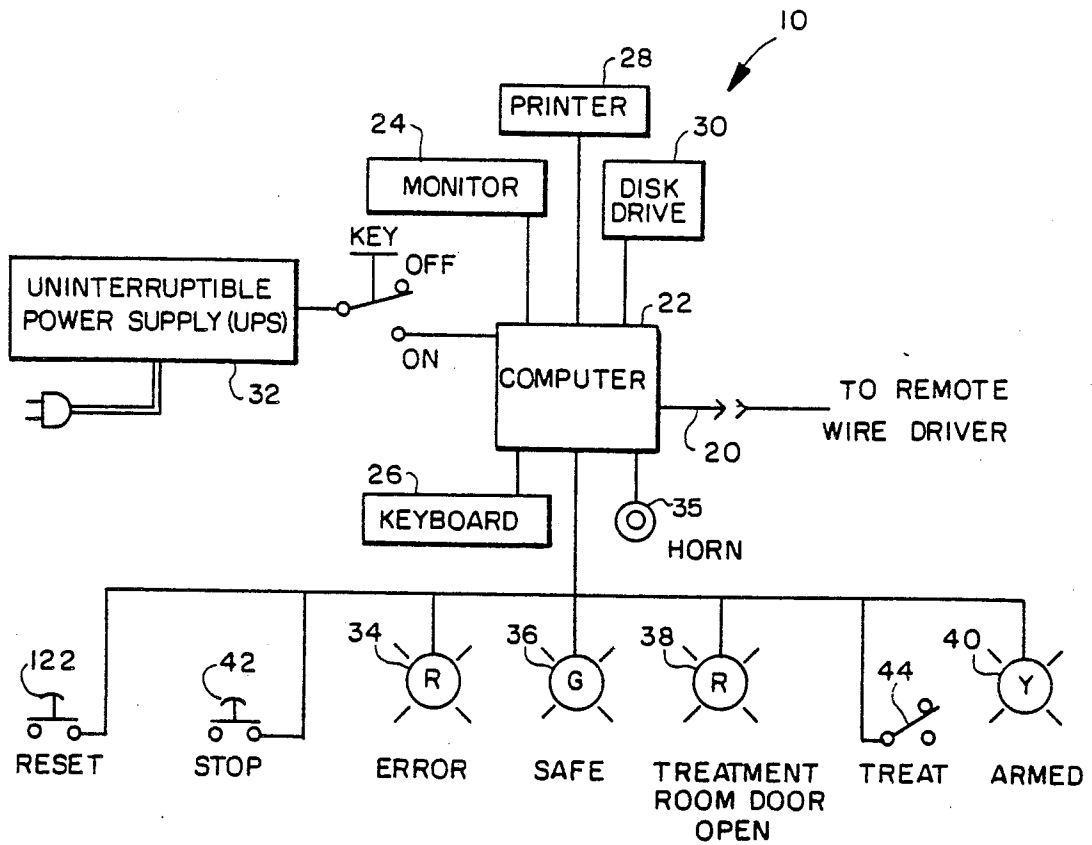 10
28
PRINTER
30
24
MONITOR
DISK
DRIVE
KEY
OFF
UNINTERRUPTIBLE
POWER SUPPLY (UPS)
22
ON
COMPUTER
32
TO REMOTE
WIRE DRIVER
20
26
KEYBOARD
35
HORN
122
42
34
R
36
G
38
R
44
40
Y
RESET
STOP
ERROR
SAFE
TREATMENT
ROOM DOOR
OPEN
TREAT
ARMED